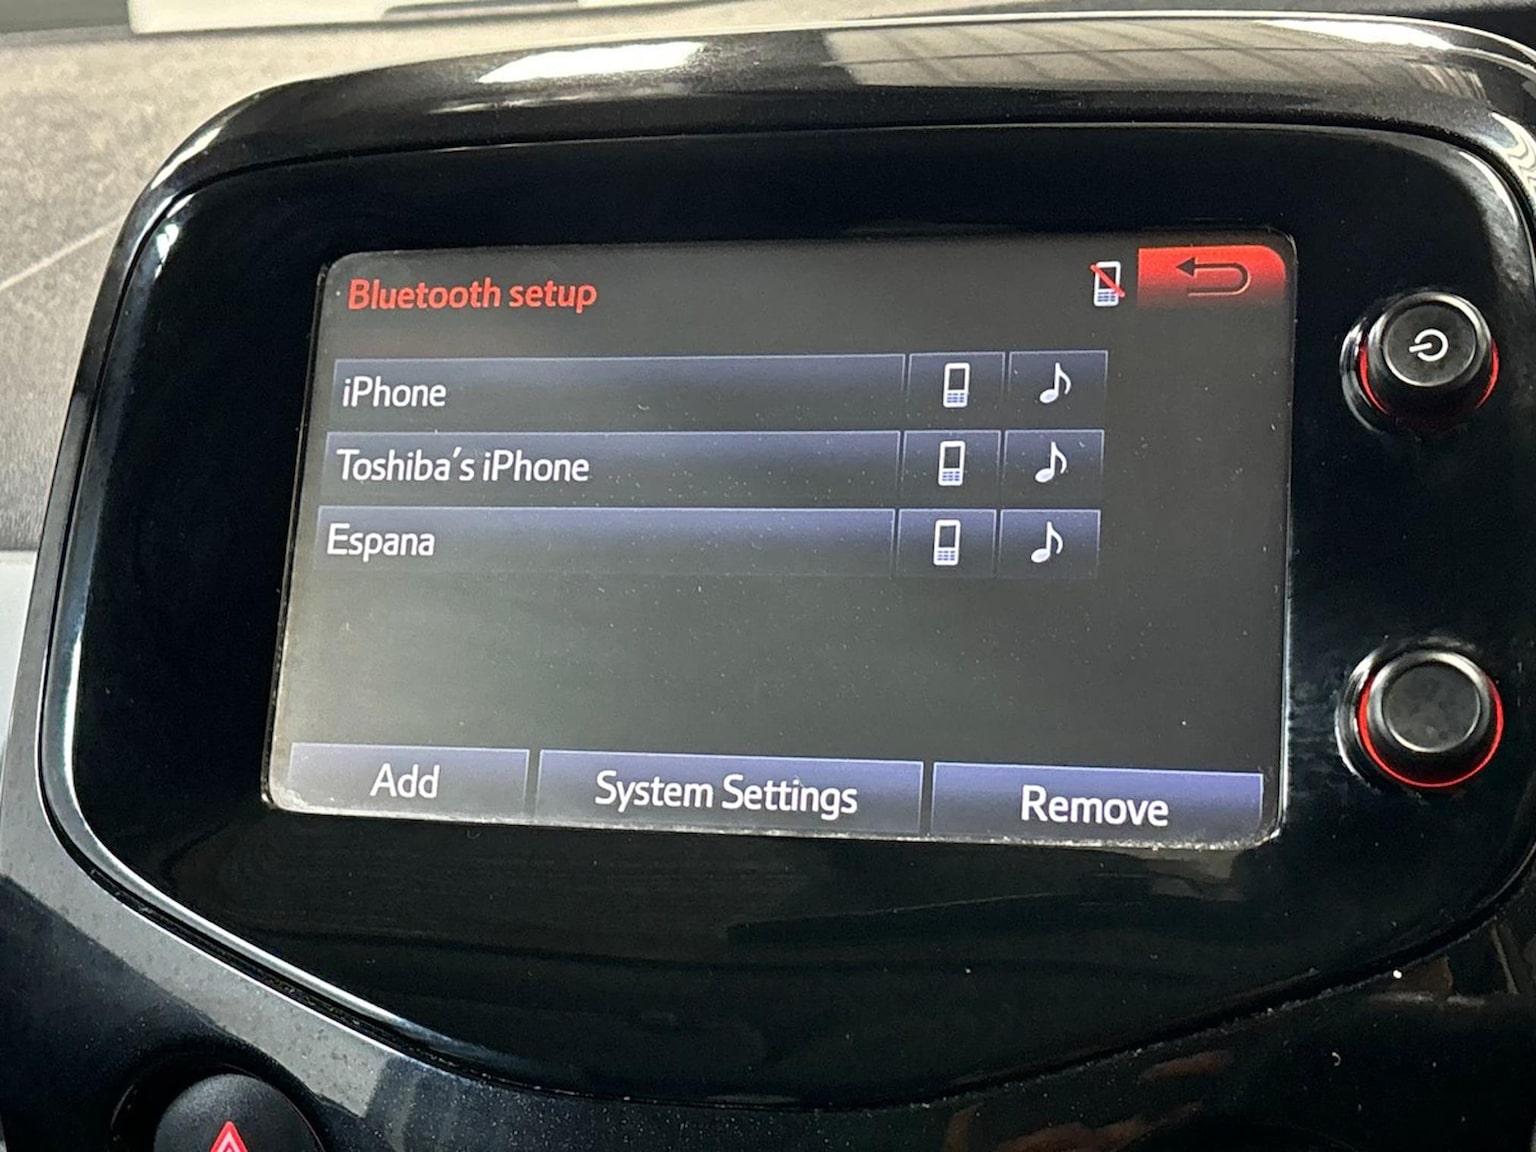 Bluetooth setup
iPhone
Toshiba's iPhone
Espana
Add
System Settings
Remove